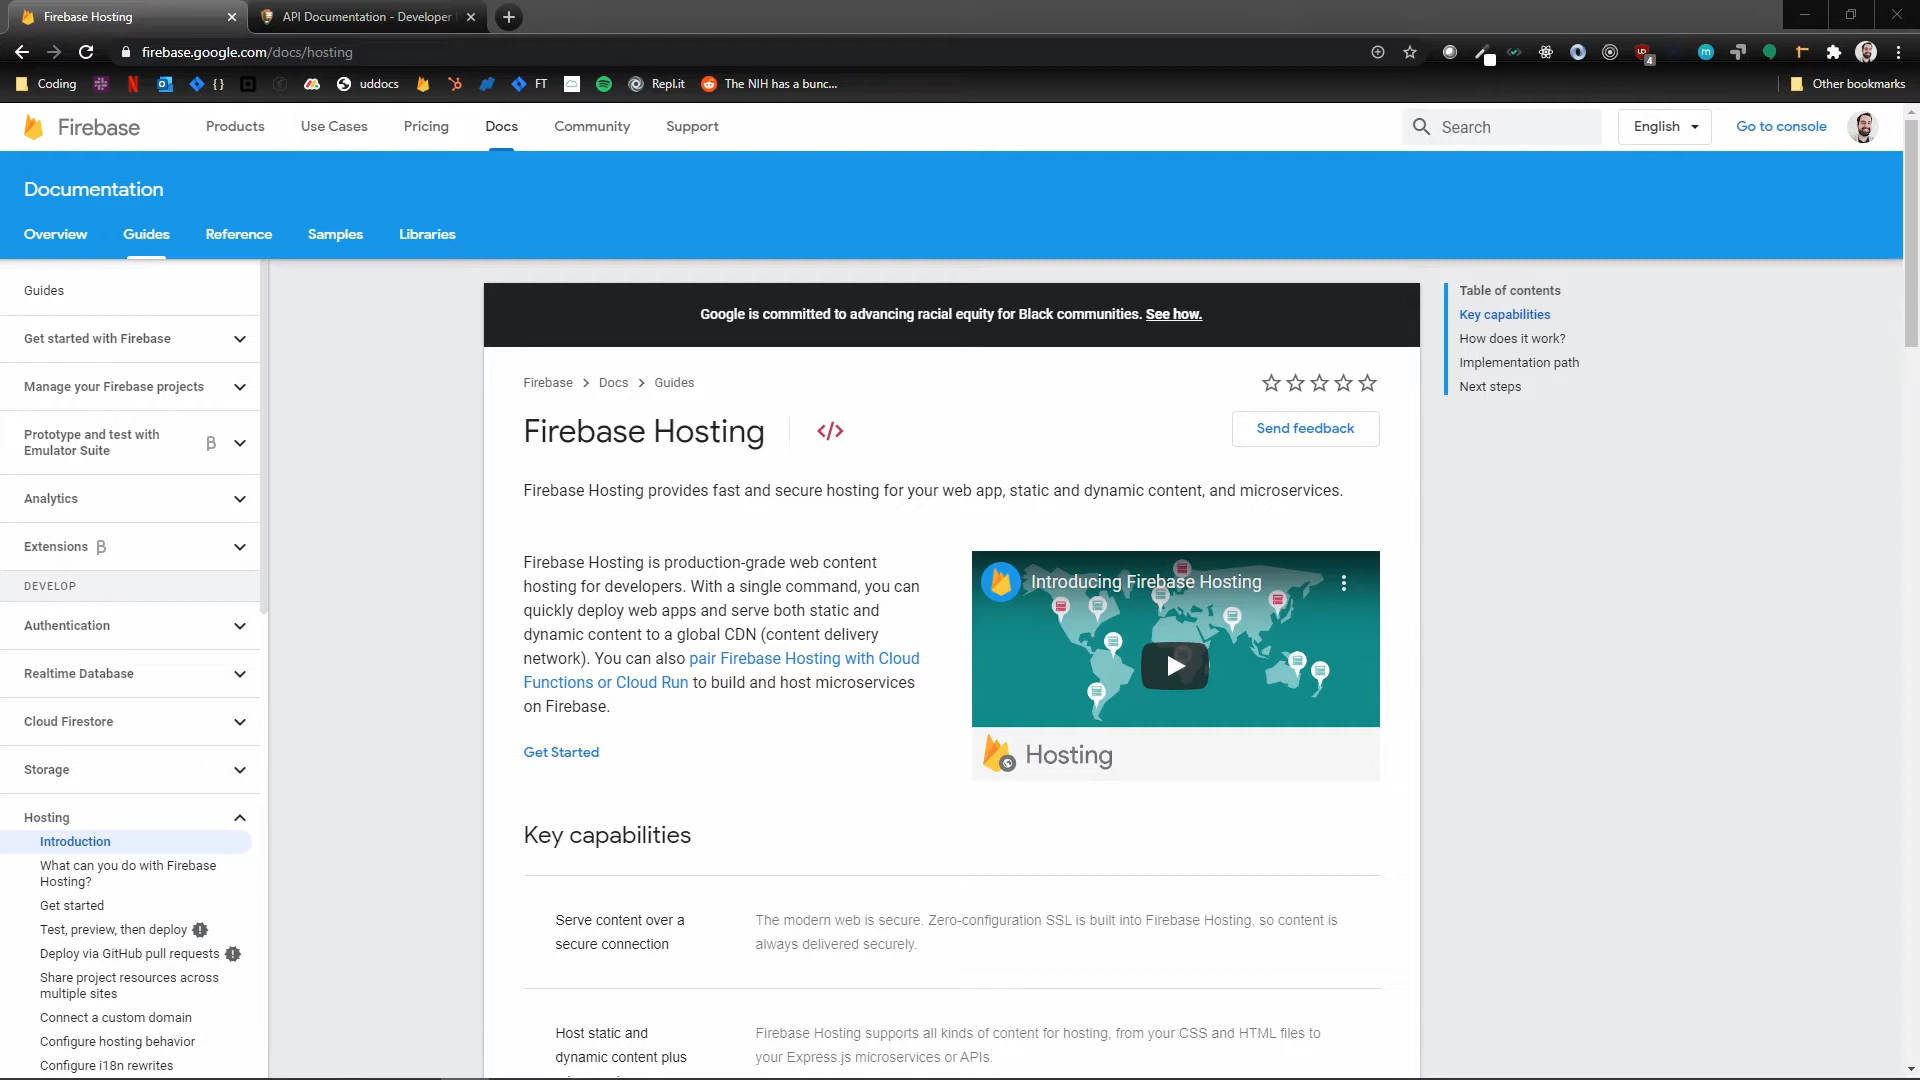 Firebase Hosting
API Documentation - Developer
firebase.google.com/docs/hosting
4
Coding
{ }
uddocs
FT
Repl.it
The NIH has a bunc...
Other bookmarks
Firebase
Products
Use Cases
Pricing
Docs
Community
Support
Search
English
Go to console
Documentation
Overview
Guides
Reference
Samples
Libraries
Guides
Get started with Firebase
Manage your Firebase projects
Prototype and test with
Emulator Suite β
Analytics
Extensions β
DEVELOP
Authentication
Realtime Database
Cloud Firestore
Storage
Hosting
Introduction
What can you do with Firebase
Hosting?
Get started
Test, preview, then deploy
Deploy via GitHub pull requests
Share project resources across
multiple sites
Connect a custom domain
Configure hosting behavior
Configure i18n rewrites
Google is committed to advancing racial equity for Black communities. See how.
Firebase > Docs > Guides
Firebase Hosting </>
Send feedback
Firebase Hosting provides fast and secure hosting for your web app, static and dynamic content, and microservices.
Firebase Hosting is production-grade web content
hosting for developers. With a single command, you can
quickly deploy web apps and serve both static and
dynamic content to a global CDN (content delivery
network). You can also pair Firebase Hosting with Cloud
Functions or Cloud Run to build and host microservices
on Firebase.
Get Started
Introducing Firebase Hosting
Hosting
Key capabilities
Serve content over a
secure connection
The modern web is secure. Zero-configuration SSL is built into Firebase Hosting, so content is
always delivered securely.
Host static and
dynamic content plus
Firebase Hosting supports all kinds of content for hosting, from your CSS and HTML files to
your Express.js microservices or APIs.
Table of contents
Key capabilities
How does it work?
Implementation path
Next steps